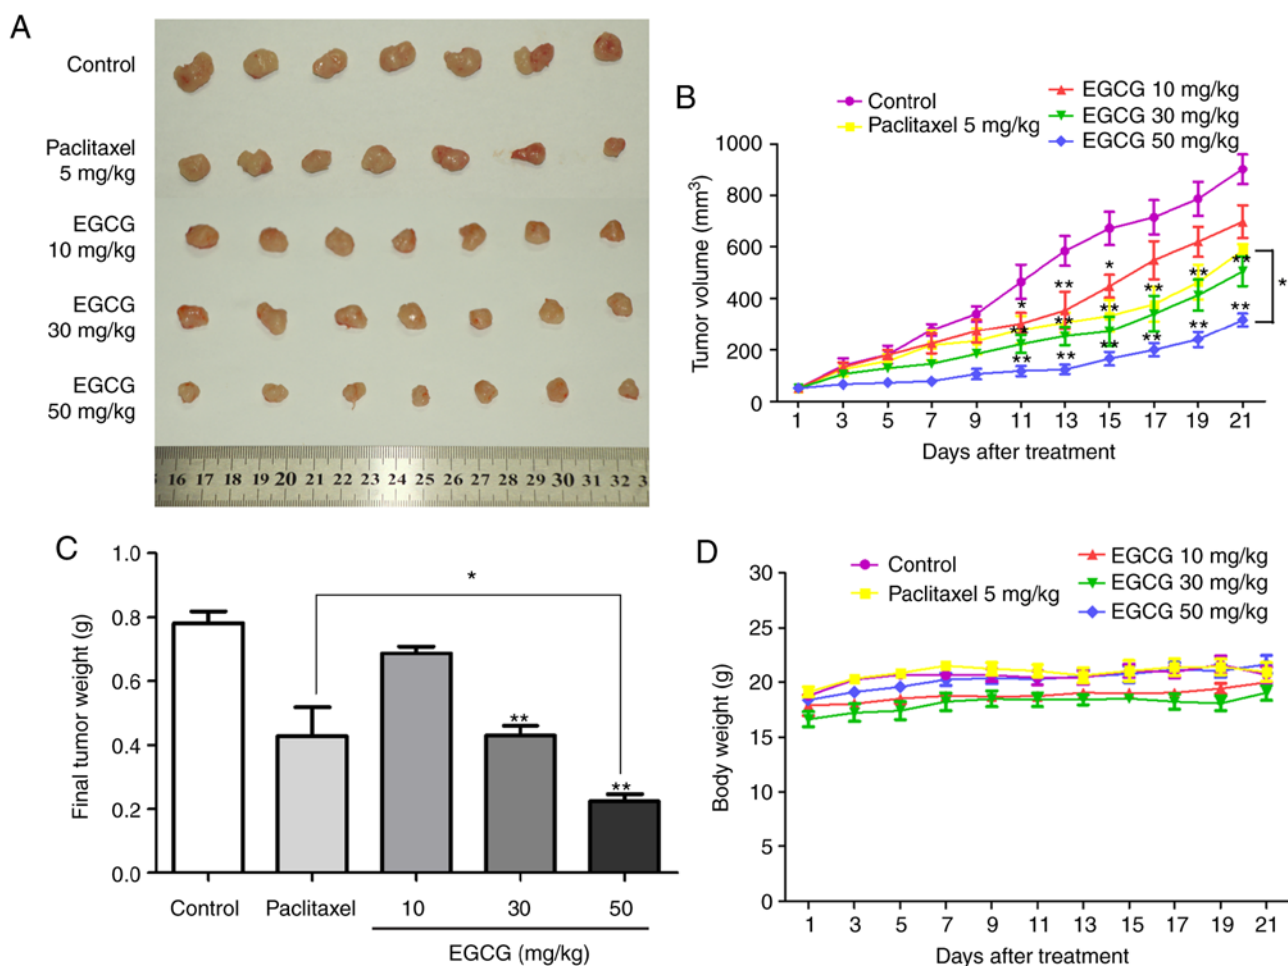 A
Control
Paclitaxel
5 mg/kg
EGCG
10 mg/kg
EGCG
30 mg/kg
EGCG
50 mg/kg
16 17 18 19 20 21 22 23 24 25 26 27 28 29 30 31 32 3
B
Control
Paclitaxel 5 mg/kg
EGCG 10 mg/kg
EGCG 30 mg/kg
EGCG 50 mg/kg
Tumor volume (mm³)
1000
800
600
400
200
0
* ** * ** ** **
** ** ** ** ** **
** ** ** ** ** **
*
1 3 5 7 9 11 13 15 17 19 21
Days after treatment
C
Final tumor weight (g)
1.0
0.8
0.6
0.4
0.2
0.0
*
**
**
Control Paclitaxel 10 30 50
EGCG (mg/kg)
D
Control
Paclitaxel 5 mg/kg
EGCG 10 mg/kg
EGCG 30 mg/kg
EGCG 50 mg/kg
Body weight (g)
30
25
20
15
10
5
0
1 3 5 7 9 11 13 15 17 19 21
Days after treatment